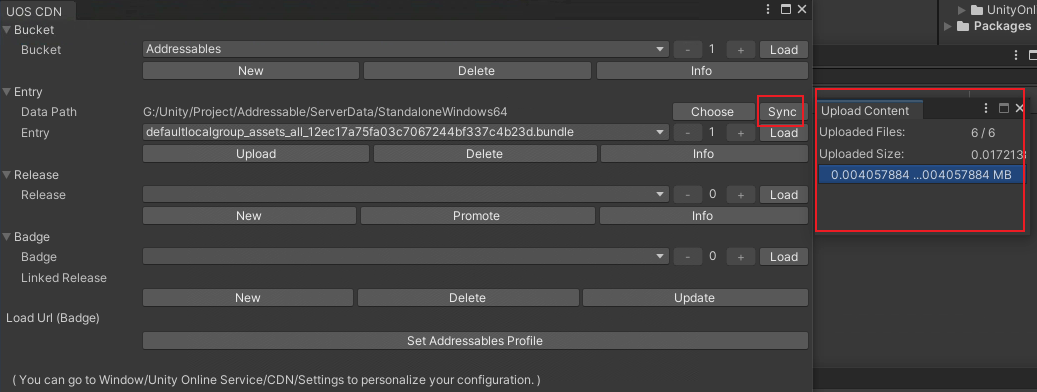 UOS CDN
Bucket
Bucket Addressables - 1 + Load
New Delete Info
Entry
Data Path G:/Unity/Project/Addressable/ServerData/StandaloneWindows64 Choose Sync
Entry defaultlocalgroup_assets_all_12ec17a75fa03c7067244bf337c4b23d.bundle - 1 + Load
Upload Delete Info
Release
Release - 0 + Load
New Promote Info
Badge
Badge - 0 + Load
Linked Release
New Delete Update
Load Url (Badge)
Set Addressables Profile
( You can go to Window/Unity Online Service/CDN/Settings to personalize your configuration. )
UnityOnl
Packages
Upload Content
Uploaded Files: 6 / 6
Uploaded Size: 0.0172138
0.004057884 ...004057884 MB